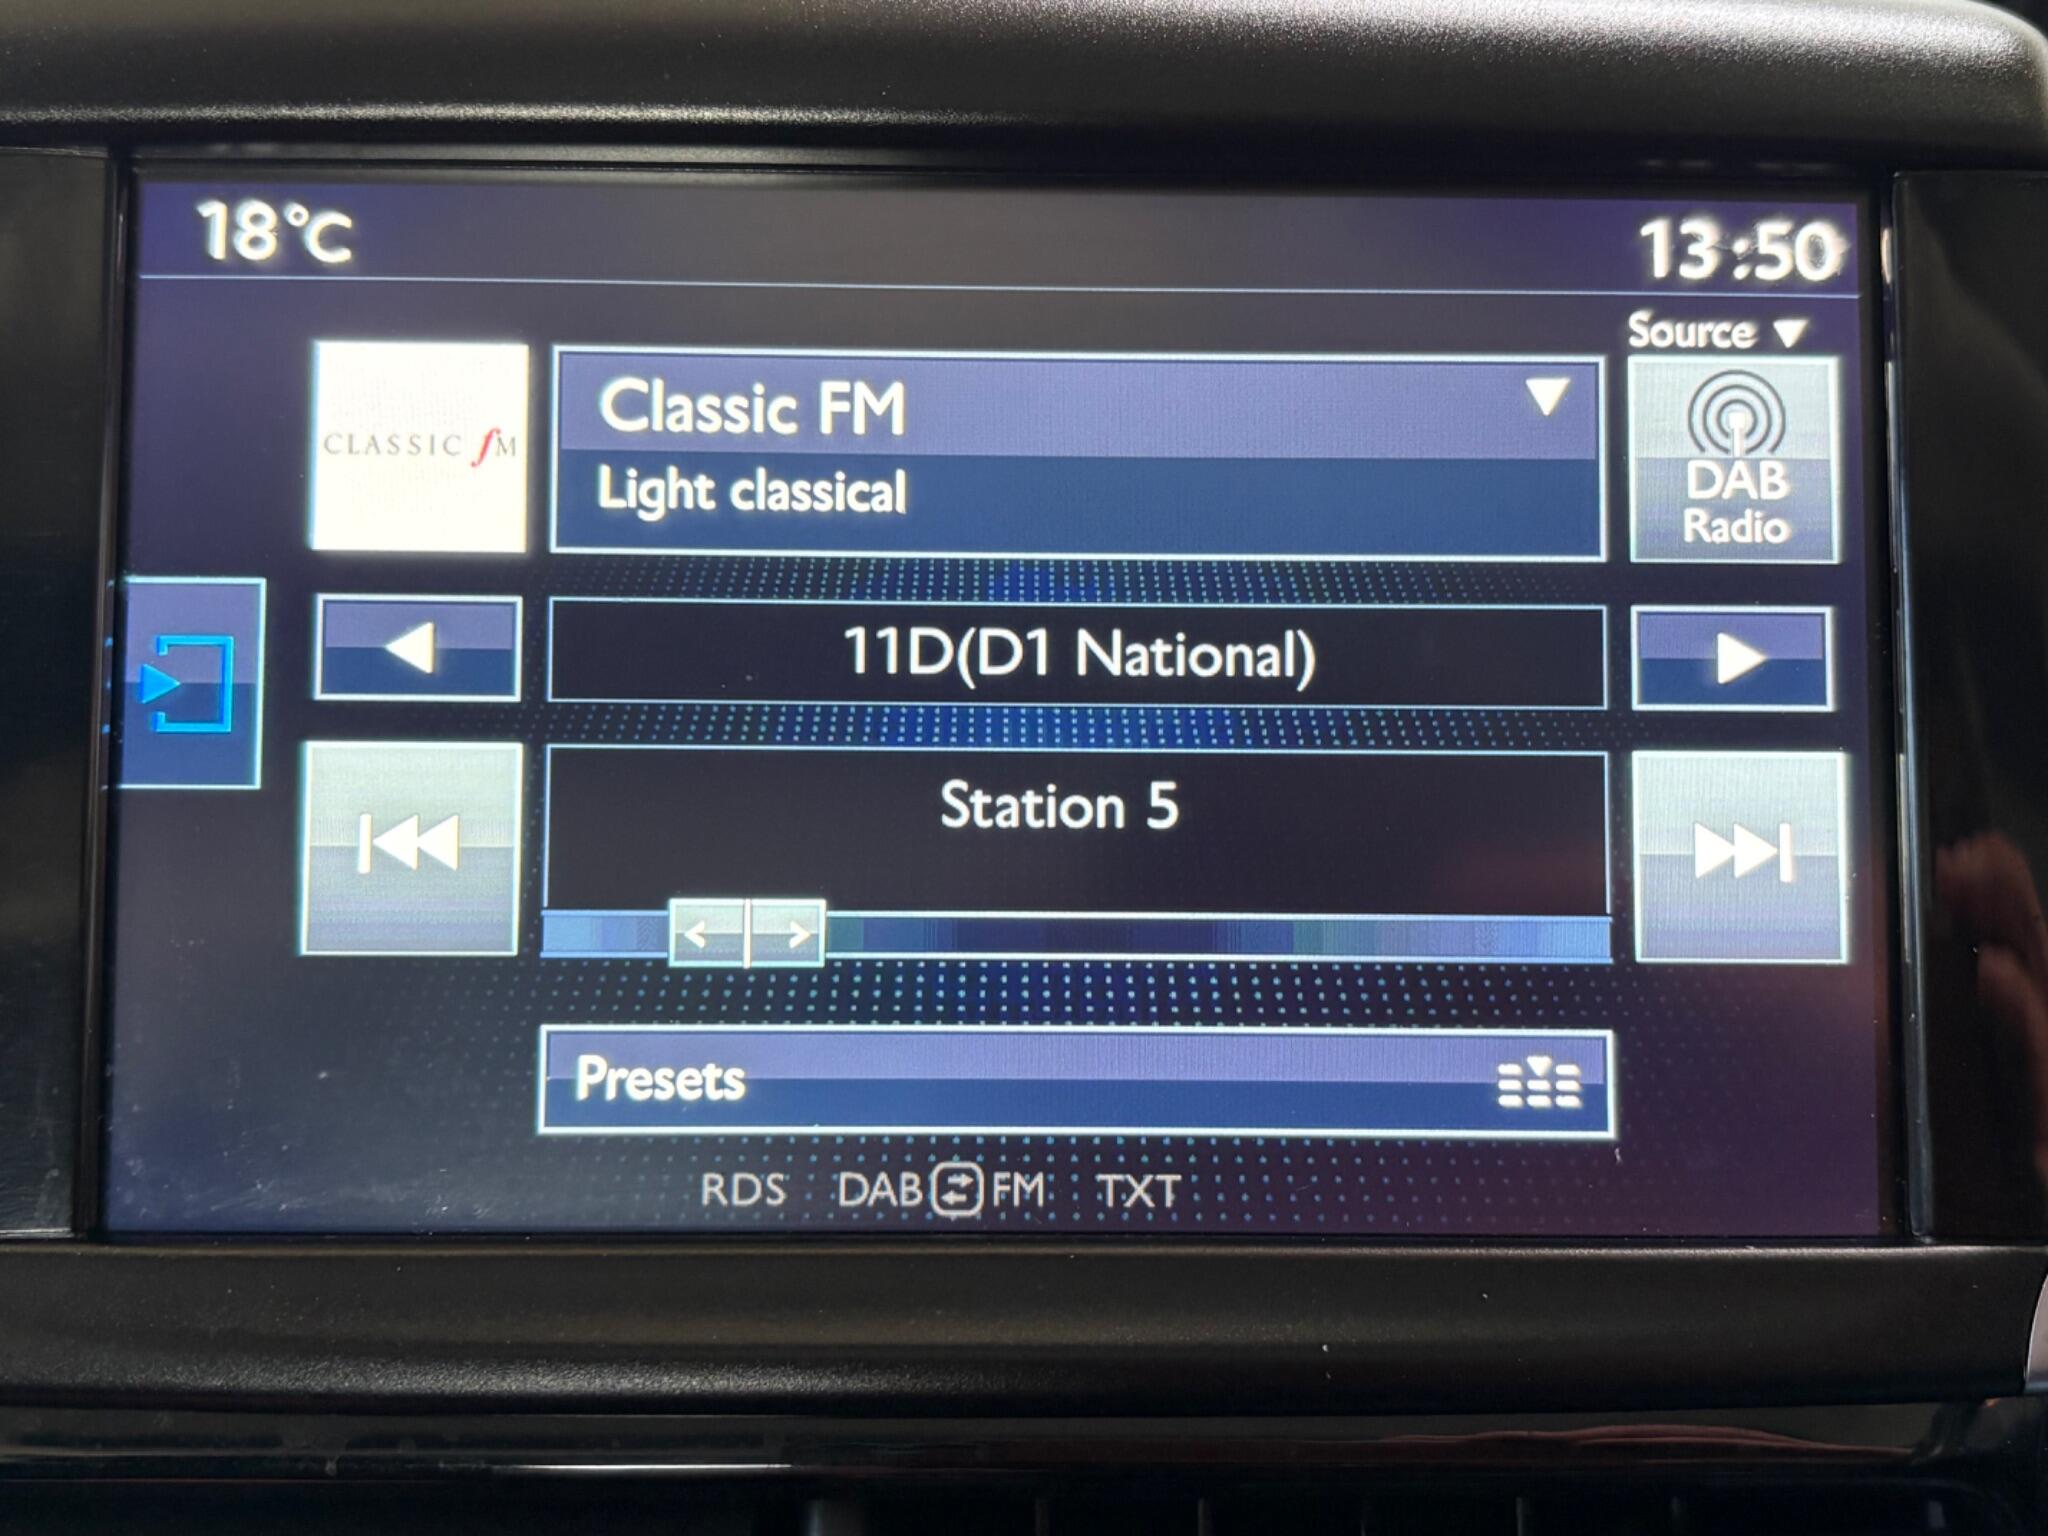 18°C
13:50
Source
CLASSIC fM
Classic FM
Light classical
DAB
Radio
11D(D1 National)
Station 5
Presets
RDS DAB FM TXT